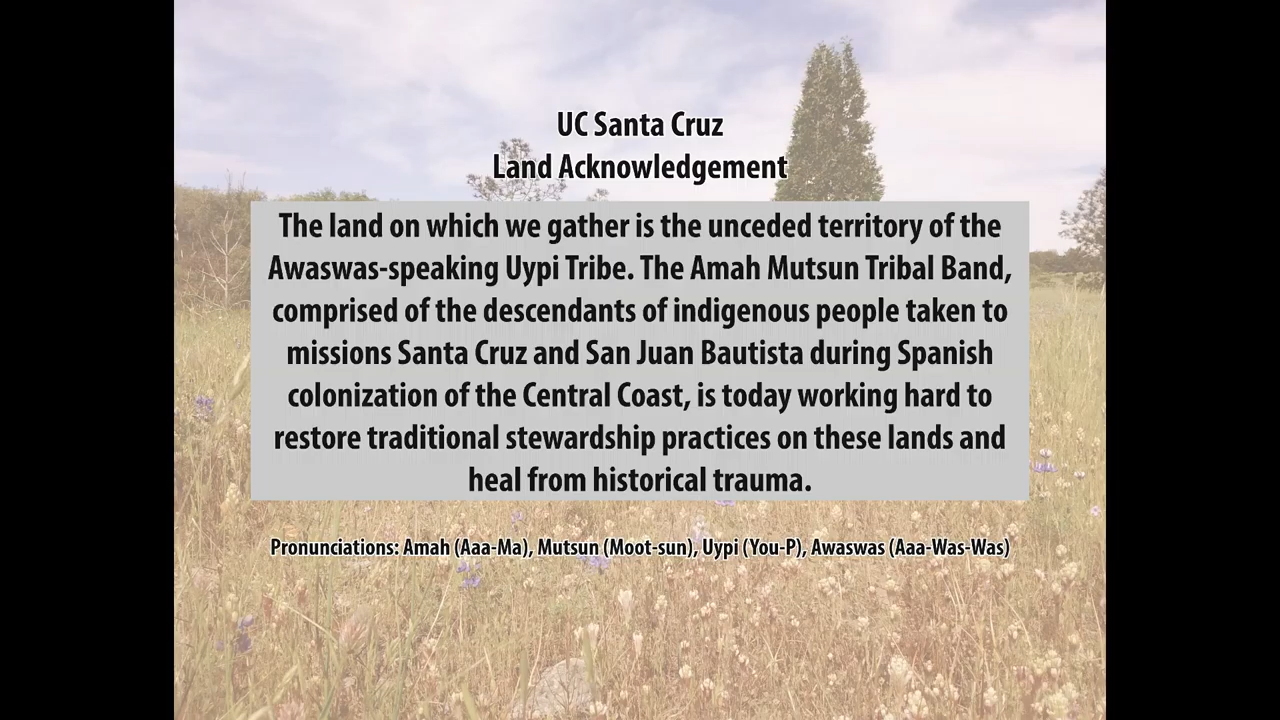 UC Santa Cruz
Land Acknowledgement
The land on which we gather is the unceded territory of the
Awaswas-speaking Uypi Tribe. The Amah Mutsun Tribal Band,
comprised of the descendants of indigenous people taken to
missions Santa Cruz and San Juan Bautista during Spanish
colonization of the Central Coast, is today working hard to
restore traditional stewardship practices on these lands and
heal from historical trauma.
Pronunciations: Amah (Aaa-Ma), Mutsun (Moot-sun), Uypi (You-P), Awaswas (Aaa-Was-Was)